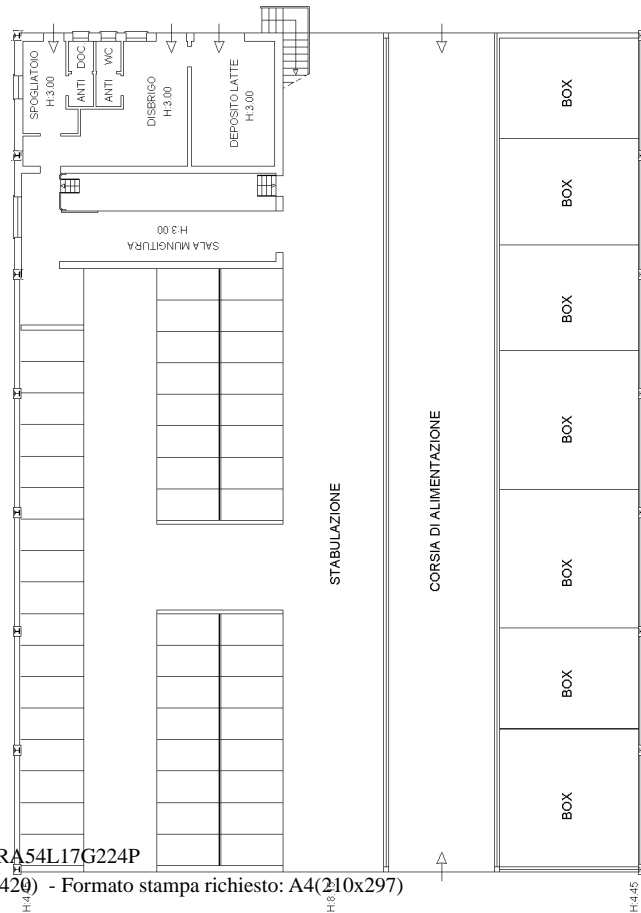 SPOGLIATOIO
H:3.00
ANTI
DOC.
ANTI
WC
DISBRIGO
H:3.00
DEPOSITO LATTE
H:3.00
SALA MUNGITURA
H:3.00
STABULAZIONE
CORSIA DI ALIMENTAZIONE
BOX
BOX
BOX
BOX
BOX
BOX
BOX
RA54L17G224P
420) - Formato stampa richiesto: A4(210x297)
H:4.45